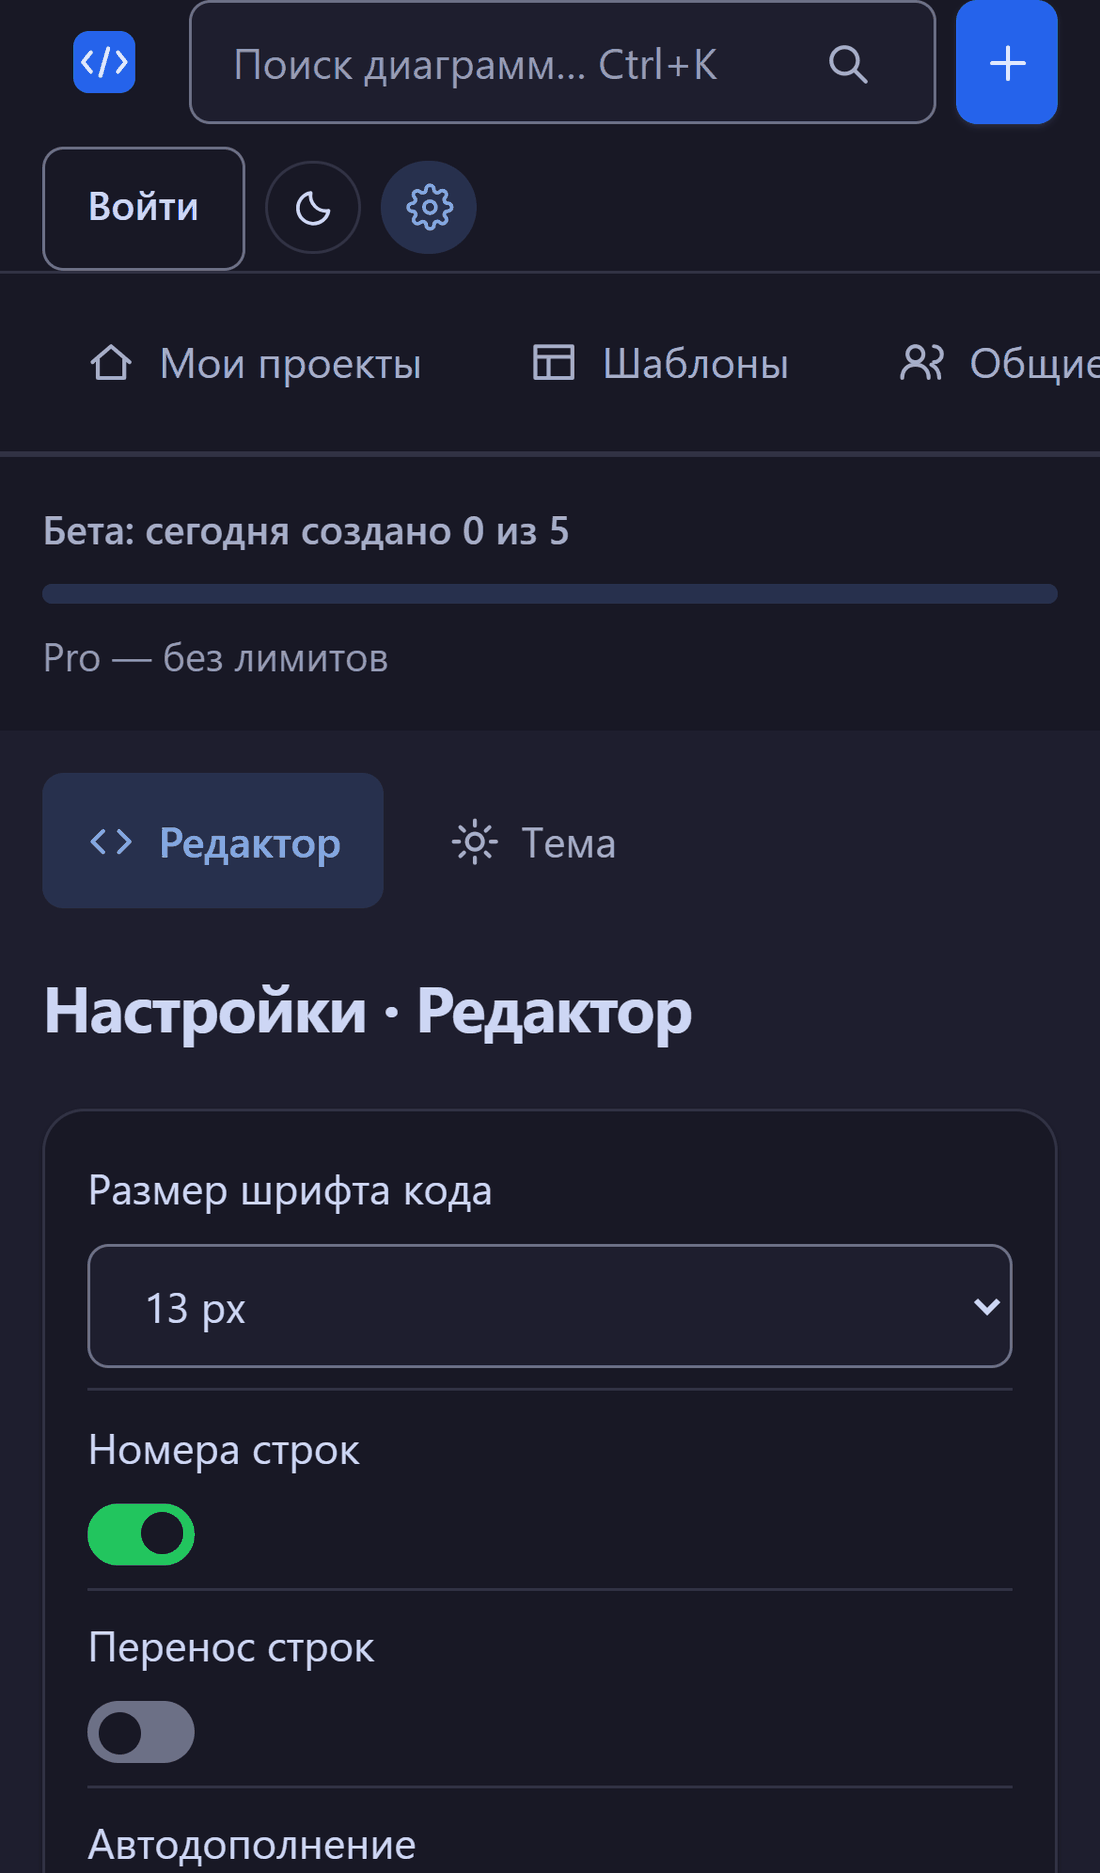 Поиск диаграмм... Ctrl+K
Войти
Мои проекты
Шаблоны
Общие
Бета: сегодня создано 0 из 5
Pro — без лимитов
Редактор
Тема
Настройки · Редактор
Размер шрифта кода
13 px
Номера строк
Перенос строк
Автодополнение